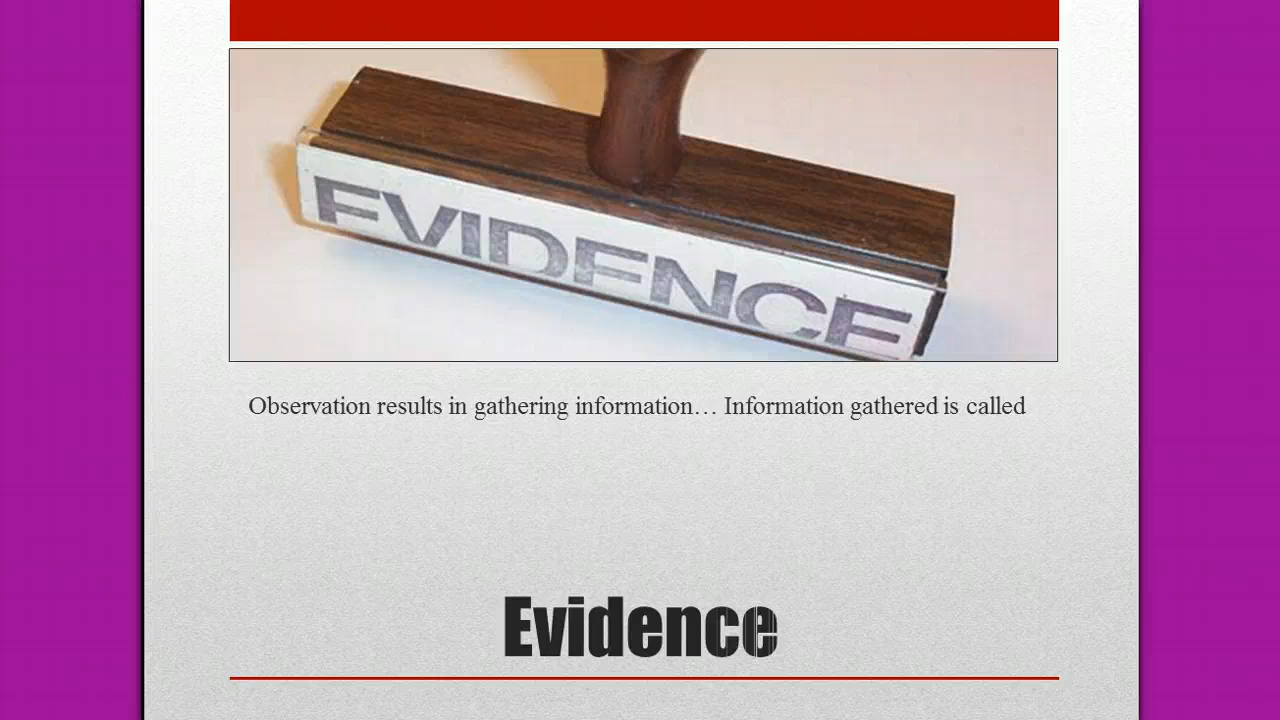 EVIDENCE
Observation results in gathering information… Information gathered is called
Evidence